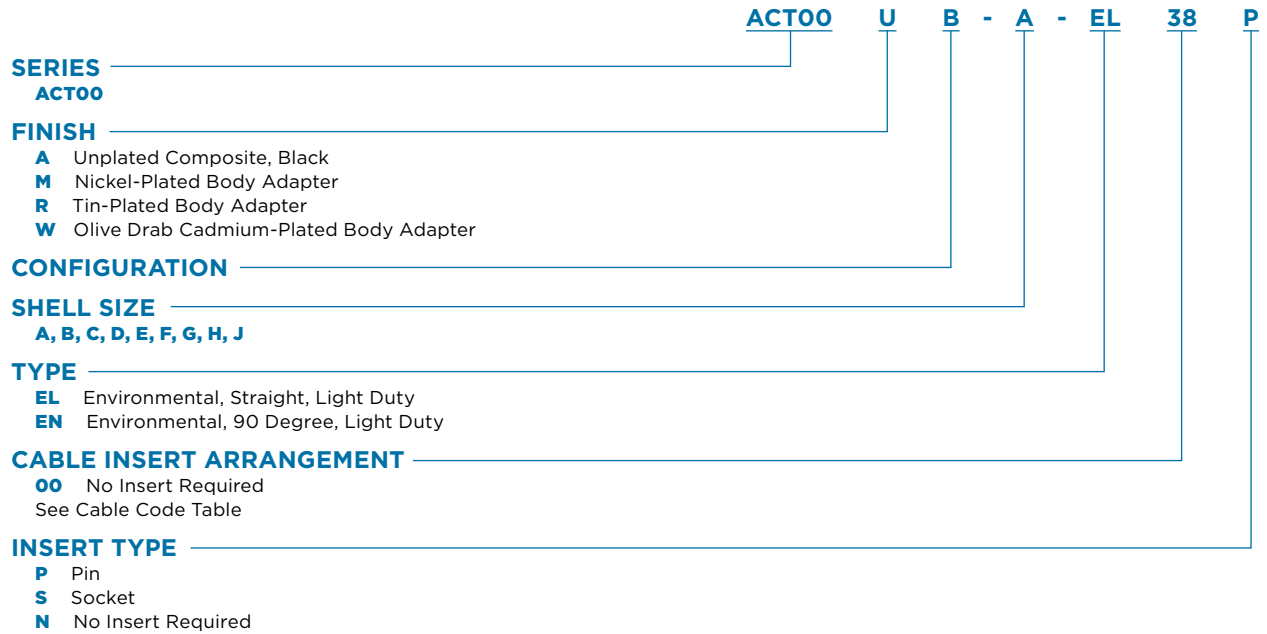 ACT00 U B - A - EL 38 P
SERIES
ACT00
FINISH
A Unplated Composite, Black
M Nickel-Plated Body Adapter
R Tin-Plated Body Adapter
W Olive Drab Cadmium-Plated Body Adapter
CONFIGURATION
SHELL SIZE
A, B, C, D, E, F, G, H, J
TYPE
EL Environmental, Straight, Light Duty
EN Environmental, 90 Degree, Light Duty
CABLE INSERT ARRANGEMENT
00 No Insert Required
See Cable Code Table
INSERT TYPE
P Pin
S Socket
N No Insert Required